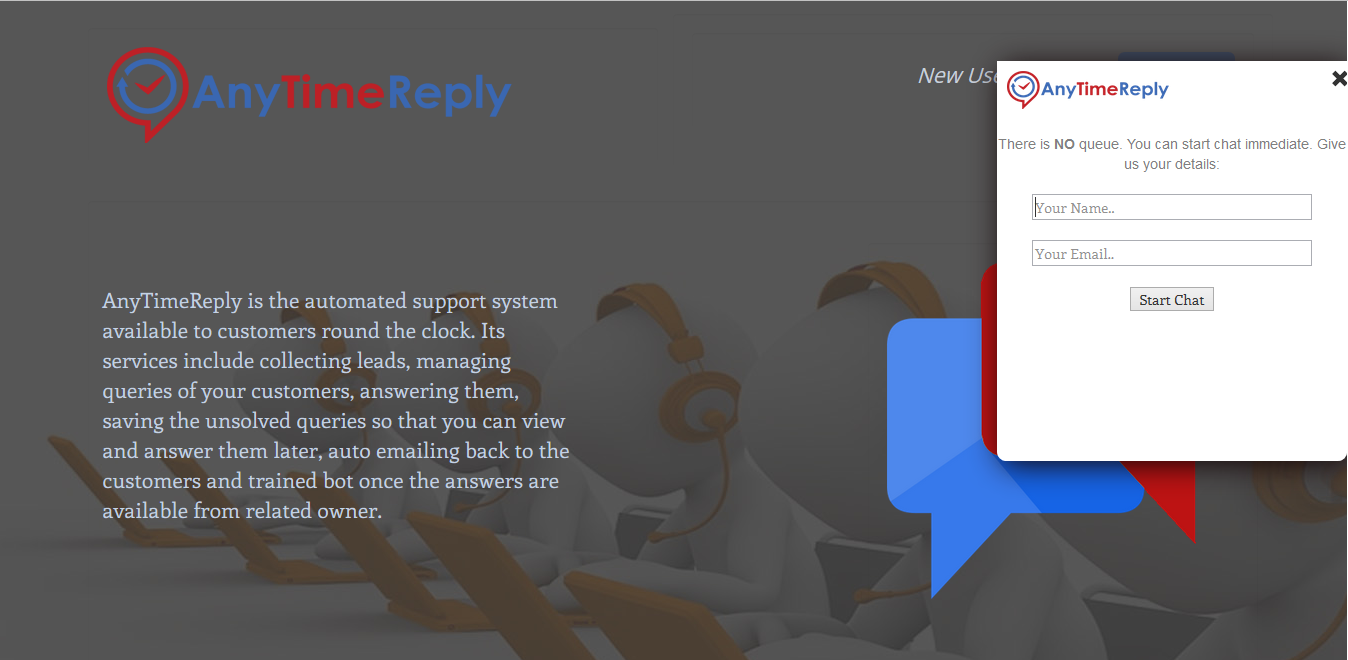 AnyTimeReply
New
AnyTimeReply
There is NO queue. You can start chat immediate. Give
us your details:
Your Name..
Your Email..
Start Chat
AnyTimeReply is the automated support system
available to customers round the clock. Its
services include collecting leads, managing
queries of your customers, answering them,
saving the unsolved queries so that you can view
and answer them later, auto emailing back to the
customers and trained bot once the answers are
available from related owner.